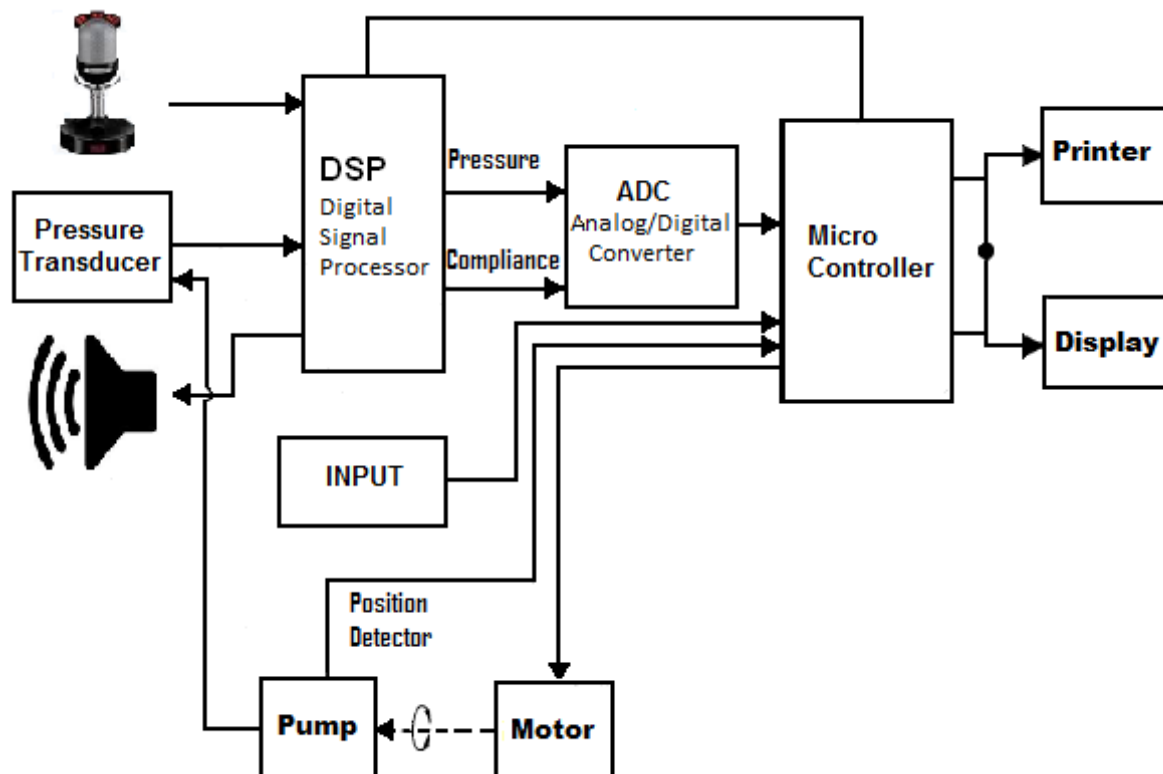 DSP
Digital
Signal
Processor
Pressure
Transducer
Pressure
Compliance
ADC
Analog/Digital
Converter
Micro
Controller
Printer
Display
INPUT
Position
Detector
Pump
Motor